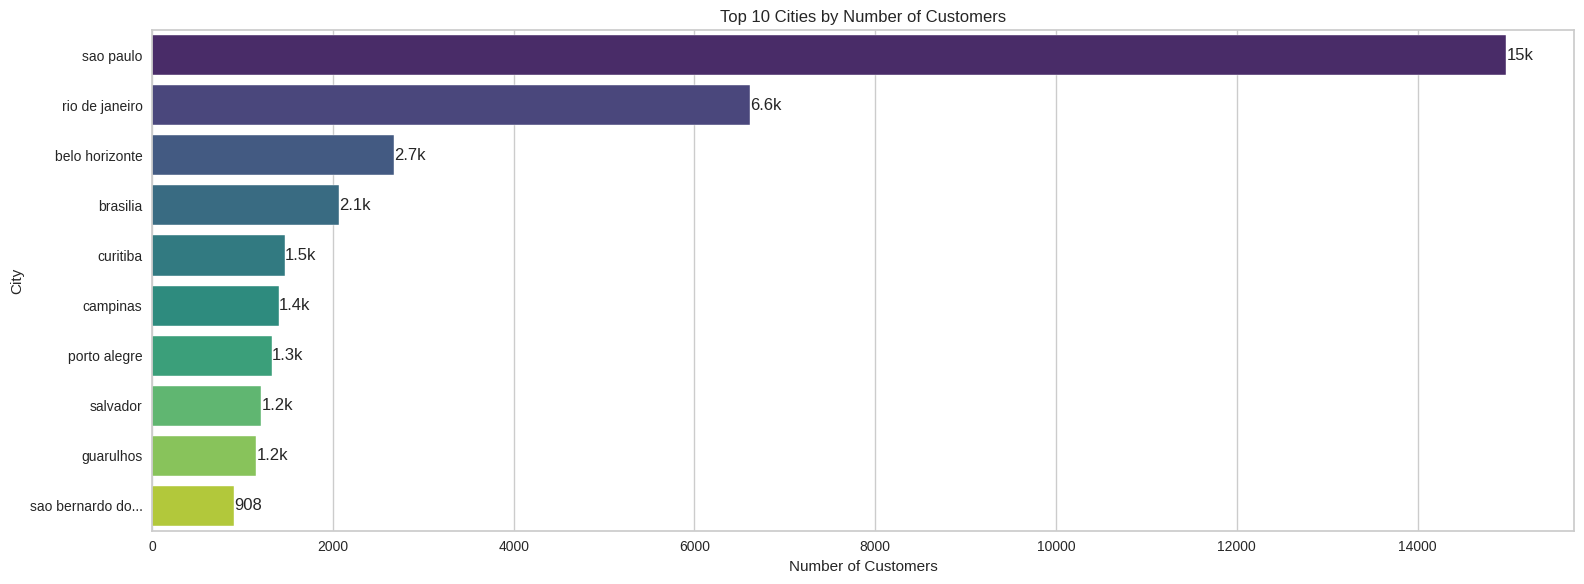 Top 10 Cities by Number of Customers
City
sao paulo 15k
rio de janeiro 6.6k
belo horizonte 2.7k
brasilia 2.1k
curitiba 1.5k
campinas 1.4k
porto alegre 1.3k
salvador 1.2k
guarulhos 1.2k
sao bernardo do... 908
0 2000 4000 6000 8000 10000 12000 14000
Number of Customers